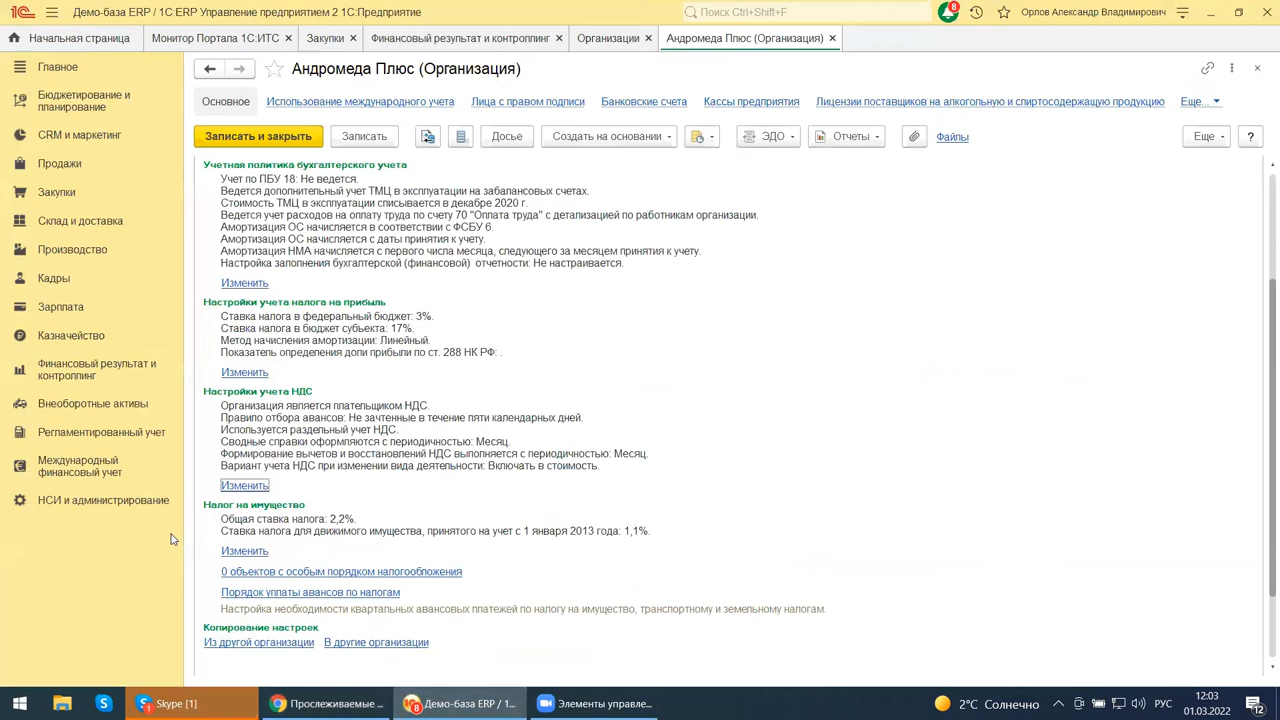 Демо-база ERP / 1С:ERP Управление предприятием 2 1С:Предприятие
Поиск Ctrl+Shift+F
8
Орлов Александр Владимирович
Начальная страница
Монитор Портала 1С:ИТС
Закупки
Финансовый результат и контроллинг
Организации
Андромеда Плюс (Организация)
Главное
Бюджетирование и
планирование
CRM и маркетинг
Продажи
Закупки
Склад и доставка
Производство
Кадры
Зарплата
Казначейство
Финансовый результат и
контроллинг
Внеоборотные активы
Регламентированный учет
Международный
финансовый учет
НСИ и администрирование
Андромеда Плюс (Организация)
Основное
Использование международного учета
Лица с правом подписи
Банковские счета
Кассы предприятия
Лицензии поставщиков на алкогольную и спиртосодержащую продукцию
Еще...
Записать и закрыть
Записать
Досье
Создать на основании
ЭДО
Отчеты
Файлы
Еще
?
Учетная политика бухгалтерского учета
Учет по ПБУ 18: Не ведется.
Ведется дополнительный учет ТМЦ в эксплуатации на забалансовых счетах.
Стоимость ТМЦ в эксплуатации списывается в декабре 2020 г.
Ведется учет расходов на оплату труда по счету 70 "Оплата труда" с детализацией по работникам организации.
Амортизация ОС начисляется в соответствии с ФСБУ 6.
Амортизация ОС начисляется с даты принятия к учету.
Амортизация НМА начисляется с первого числа месяца, следующего за месяцем принятия к учету.
Настройка заполнения бухгалтерской (финансовой) отчетности: Не настраивается.
Изменить
Настройки учета налога на прибыль
Ставка налога в федеральный бюджет: 3%.
Ставка налога в бюджет субъекта: 17%.
Метод начисления амортизации: Линейный.
Показатель определения доли прибыли по ст. 288 НК РФ: .
Изменить
Настройки учета НДС
Организация является плательщиком НДС.
Правило отбора авансов: Не зачтенные в течение пяти календарных дней.
Используется раздельный учет НДС.
Сводные справки оформляются с периодичностью: Месяц.
Формирование вычетов и восстановлений НДС выполняется с периодичностью: Месяц.
Вариант учета НДС при изменении вида деятельности: Включать в стоимость.
Изменить
Налог на имущество
Общая ставка налога: 2,2%.
Ставка налога для движимого имущества, принятого на учет с 1 января 2013 года: 1,1%.
Изменить
0 объектов с особым порядком налогообложения
Порядок уплаты авансов по налогам
Настройка необходимости квартальных авансовых платежей по налогу на имущество, транспортному и земельному налогам.
Копирование настроек
Из другой организации
В другие организации
Skype [1]
Прослеживаемые ...
Демо-база ERP / 1...
Элементы управле...
2°C Солнечно
РУС
12:03
01.03.2022
12